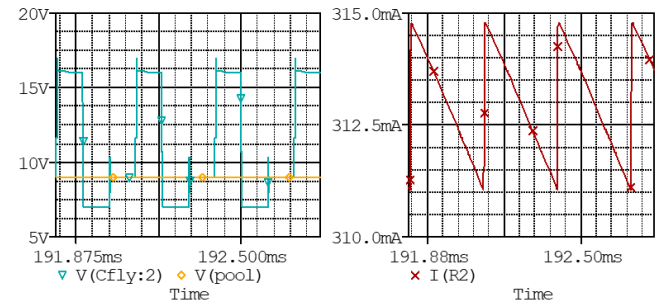 20V
15V
10V
5V
191.875ms 192.500ms
V(Cfly:2) V(pool)
Time
315.0mA
312.5mA
310.0mA
191.88ms 192.50ms
I(R2)
Time